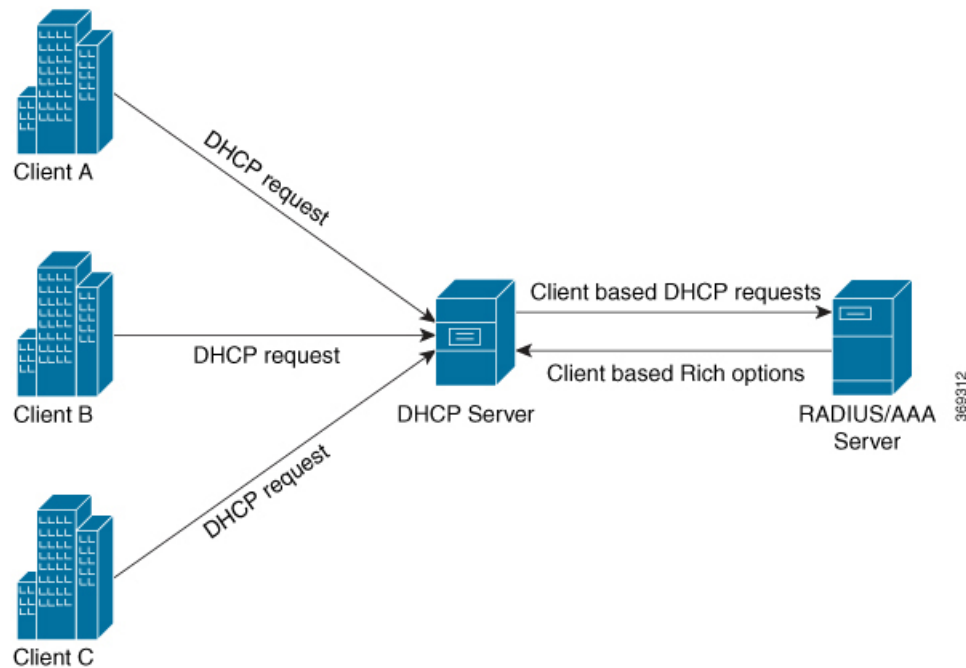 Client A
DHCP request
Client B
DHCP request
Client C
DHCP request
DHCP Server
Client based DHCP requests
Client based Rich options
RADIUS/AAA
Server
369312